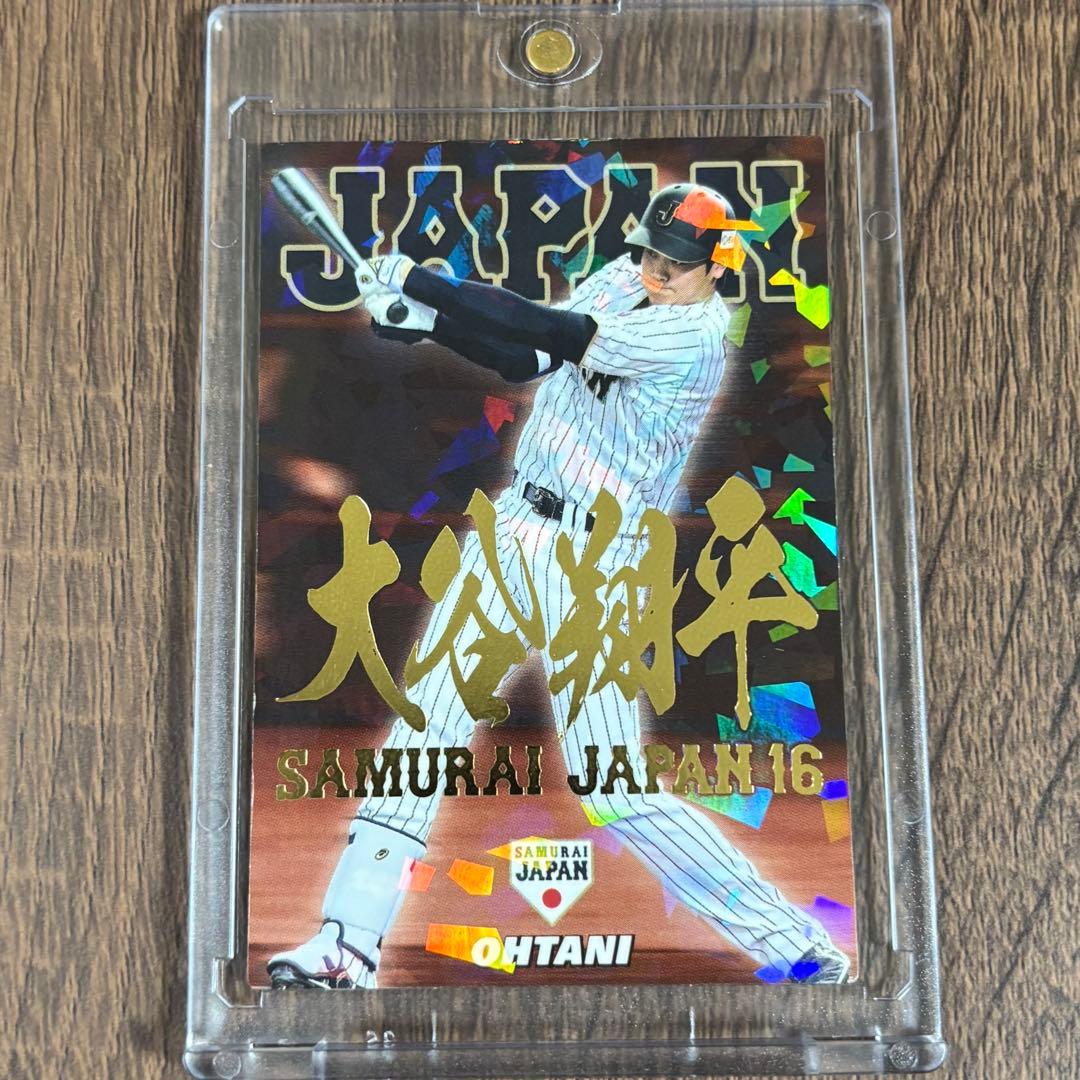 JAPAN
J
大谷翔平
SAMURAI JAPAN 16
SAMURAI
JAPAN
OHTANI